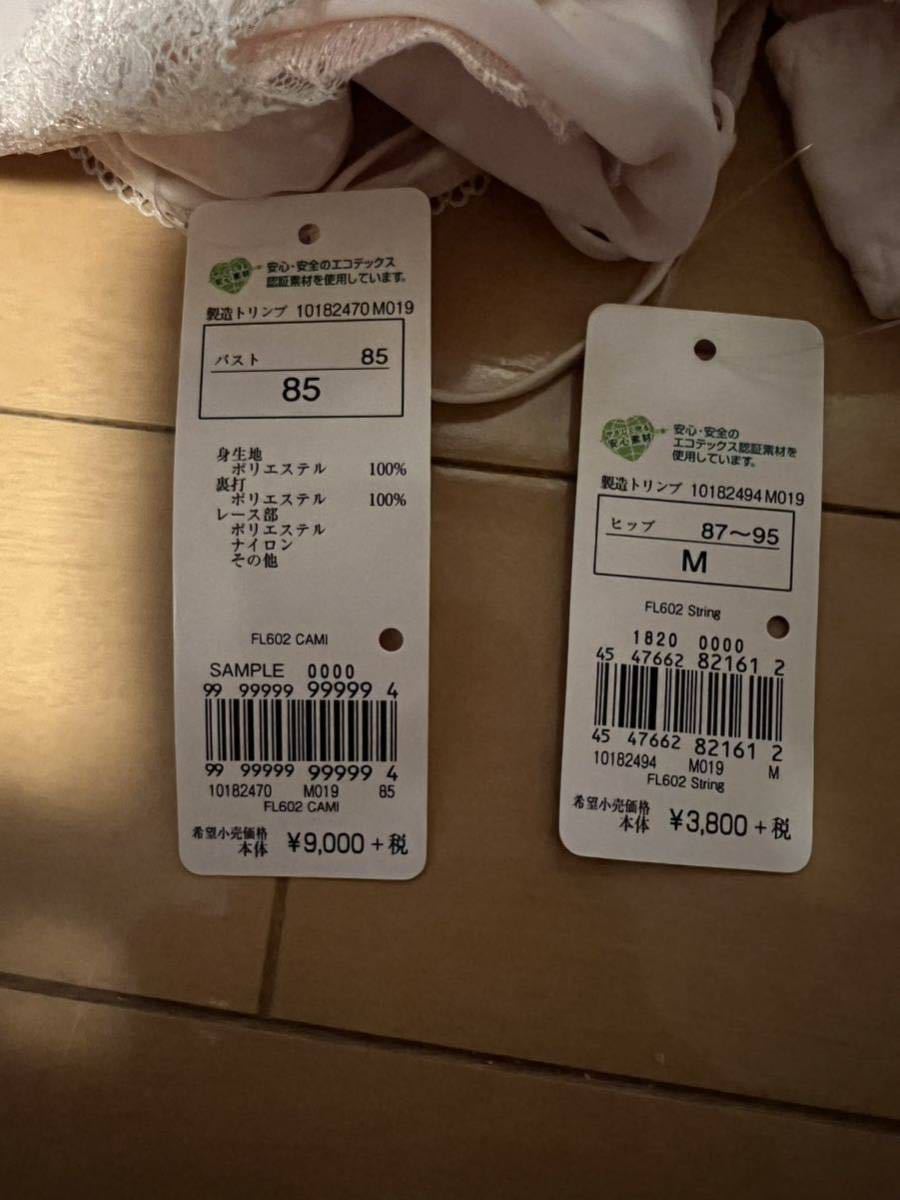 安心・安全のエコテックス
認証素材を使用しています。
安心素材
製造トリンプ 10182470 M019
バスト 85
85
身生地
ポリエステル 100%
裏打
ポリエステル 100%
レース部
ポリエステル
ナイロン
その他
FL602 CAMI
SAMPLE 0000
99 99999 99999 4
99 99999 99999 4
10182470 M019 85
FL602 CAMI
希望小売価格
本体 ¥9,000+税
安心・安全の
エコテックス認証素材を
使用しています。
安心素材
製造トリンプ 10182494 M019
ヒップ 87～95
M
FL602 String
1820 0000
45 47662 82161 2
45 47662 82161 2
10182494 M019 M
FL602 String
希望小売価格
本体 ¥3,800+税